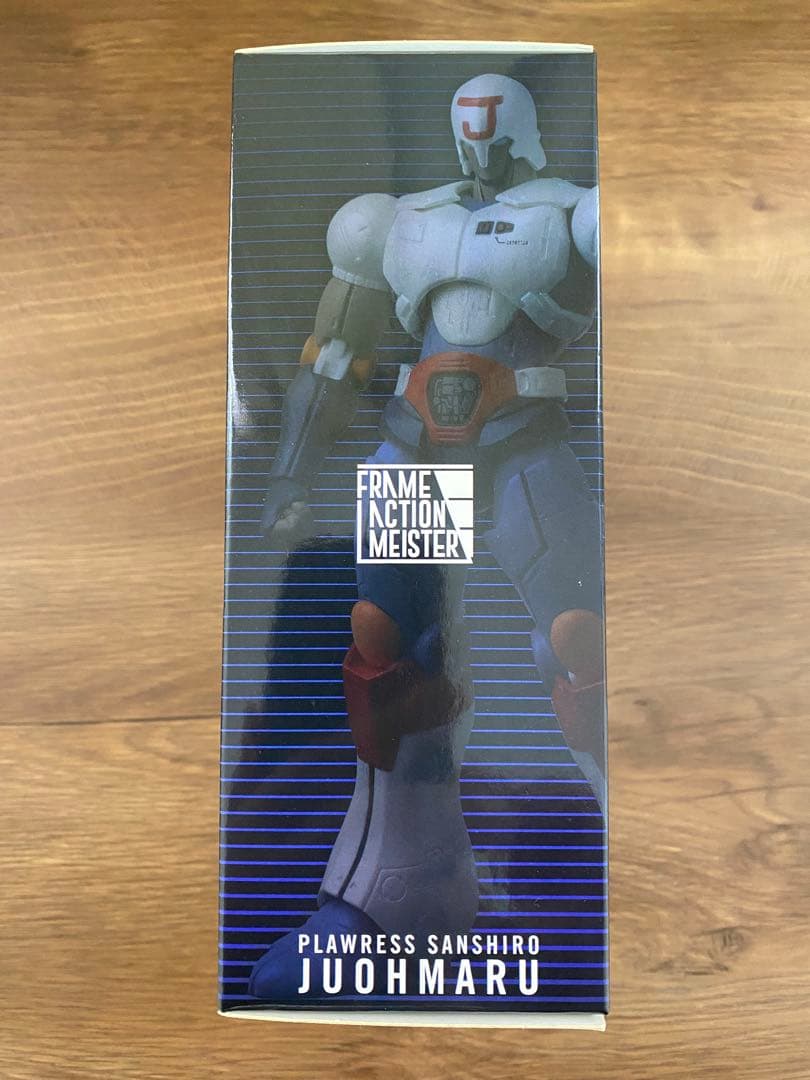 J
FRAME
ACTION
MEISTER
PLAWRESS SANSHIRO
JUOHMARU